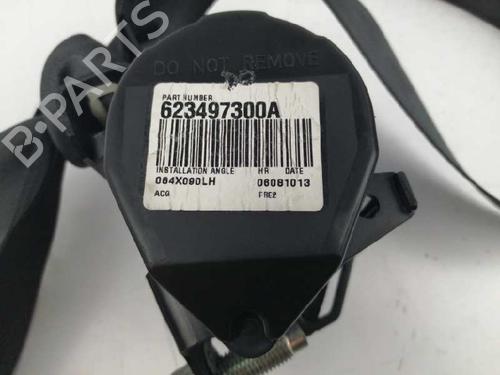 DO NOT REMOVE
PART NUMBER
623497300A
INSTALLATION ANGLE HR DATE
064X090LH 06081013
ACG FRE2
B-PARTS